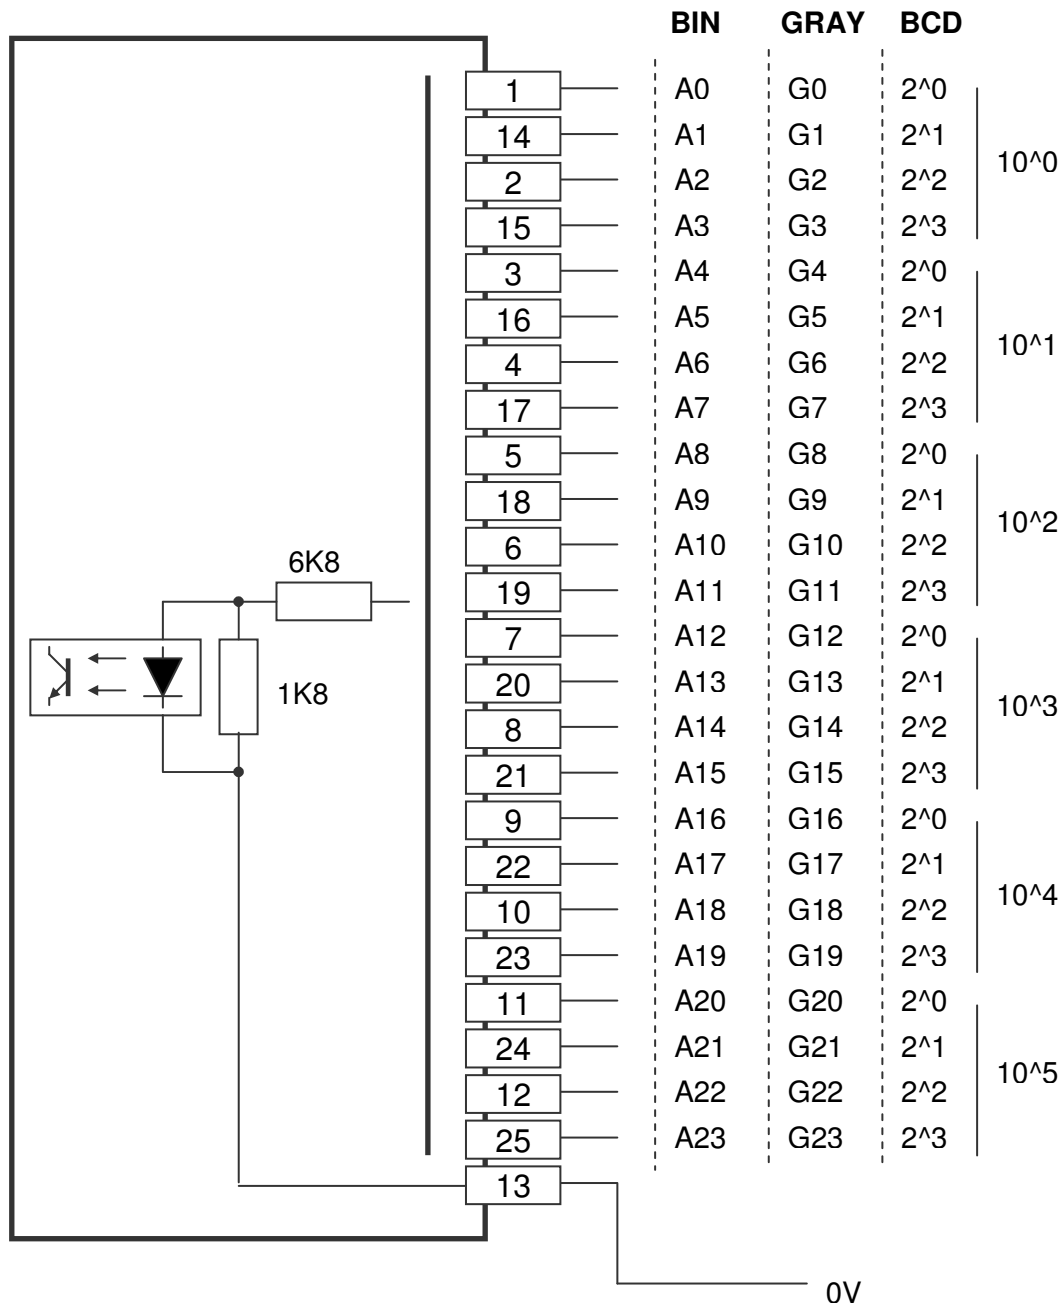 BIN GRAY BCD
1 A0 G0 2^0
14 A1 G1 2^1
10^0
2 A2 G2 2^2
15 A3 G3 2^3
3 A4 G4 2^0
16 A5 G5 2^1
10^1
4 A6 G6 2^2
17 A7 G7 2^3
5 A8 G8 2^0
18 A9 G9 2^1
10^2
6 A10 G10 2^2
6K8
19 A11 G11 2^3
7 A12 G12 2^0
20 A13 G13 2^1
1K8
10^3
8 A14 G14 2^2
21 A15 G15 2^3
9 A16 G16 2^0
22 A17 G17 2^1
10^4
10 A18 G18 2^2
23 A19 G19 2^3
11 A20 G20 2^0
24 A21 G21 2^1
10^5
12 A22 G22 2^2
25 A23 G23 2^3
13
0V